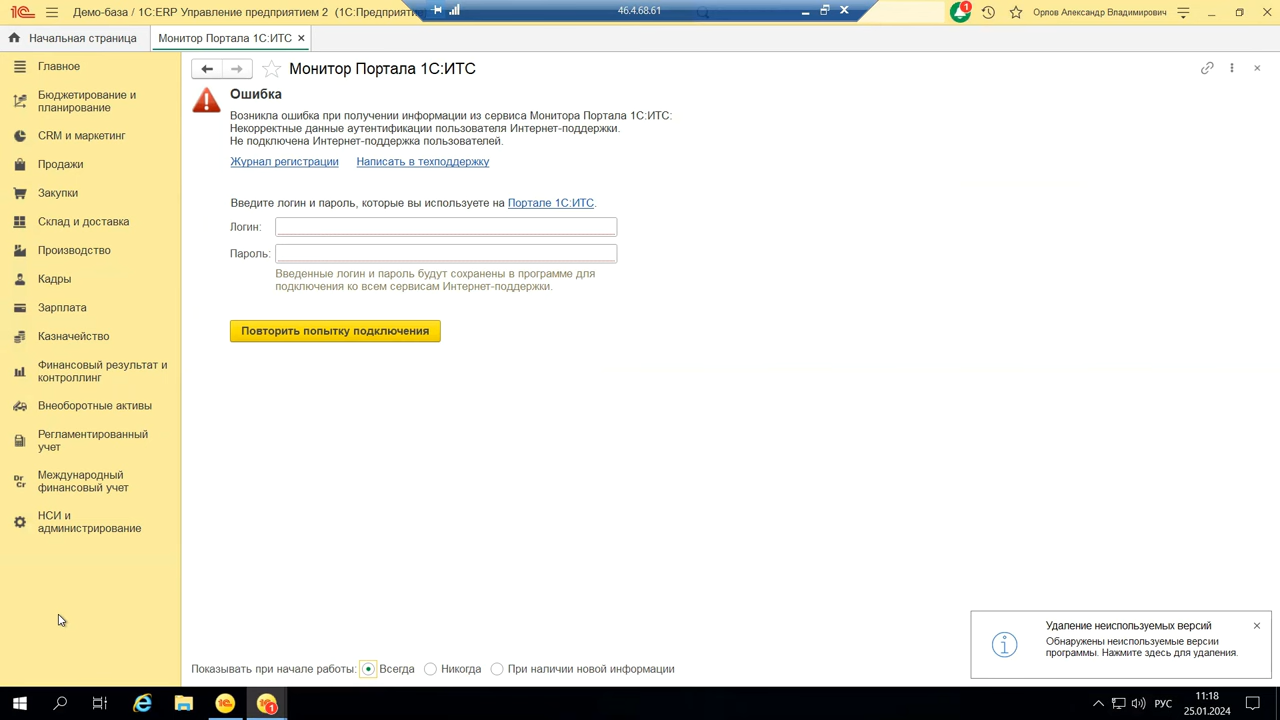 Демо-база / 1С:ERP Управление предприятием 2 (1С:Предприятие
46.4.68.61
1
Орлов Александр Владимирович
Начальная страница
Монитор Портала 1С:ИТС
Главное
Бюджетирование и
планирование
CRM и маркетинг
Продажи
Закупки
Склад и доставка
Производство
Кадры
Зарплата
Казначейство
Финансовый результат и
контроллинг
Внеоборотные активы
Регламентированный
учет
Международный
финансовый учет
НСИ и
администрирование
Монитор Портала 1С:ИТС
Ошибка
Возникла ошибка при получении информации из сервиса Монитора Портала 1С:ИТС:
Некорректные данные аутентификации пользователя Интернет-поддержки.
Не подключена Интернет-поддержка пользователей.
Журнал регистрации Написать в техподдержку
Введите логин и пароль, которые вы используете на Портале 1С:ИТС.
Логин:
Пароль:
Введенные логин и пароль будут сохранены в программе для
подключения ко всем сервисам Интернет-поддержки.
Повторить попытку подключения
Удаление неиспользуемых версий
Обнаружены неиспользуемые версии
программы. Нажмите здесь для удаления.
Показывать при начале работы: Всегда Никогда При наличии новой информации
РУС
11:18
25.01.2024